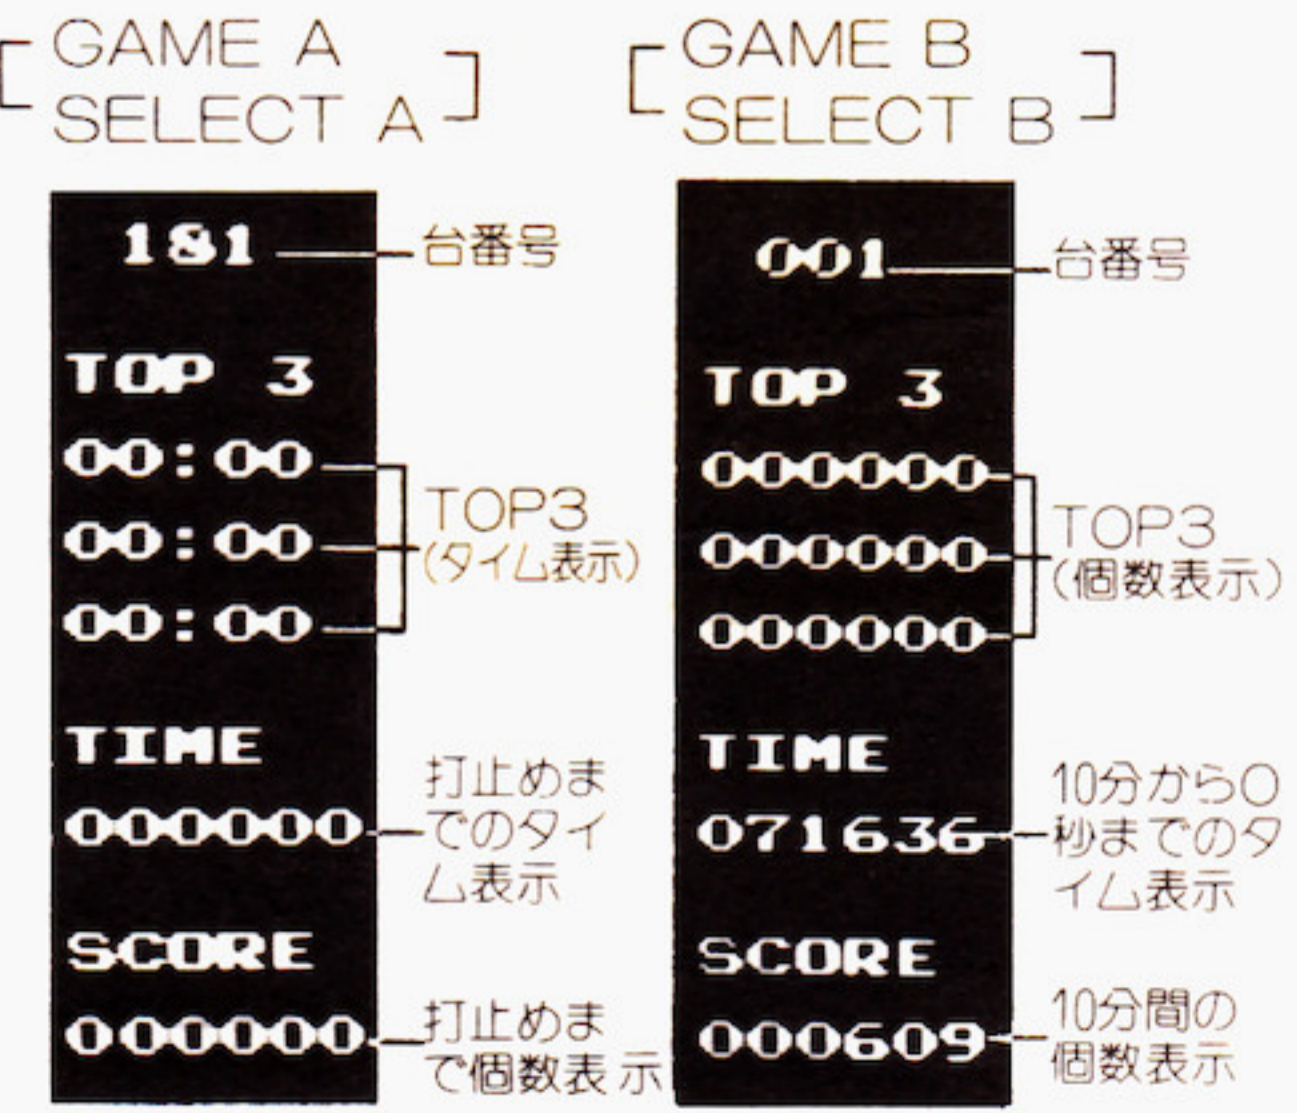 GAME A
SELECT A
181
台番号
TOP 3
00:00
00:00
00:00
TOP3
(タイム表示)
TIME
000000
打止めま
でのタイ
ム表示
SCORE
000000
打止めま
で個数表示
GAME B
SELECT B
001
台番号
TOP 3
000000
000000
000000
TOP3
(個数表示)
TIME
071636
10分から0
秒までのタ
イム表示
SCORE
000609
10分間の
個数表示